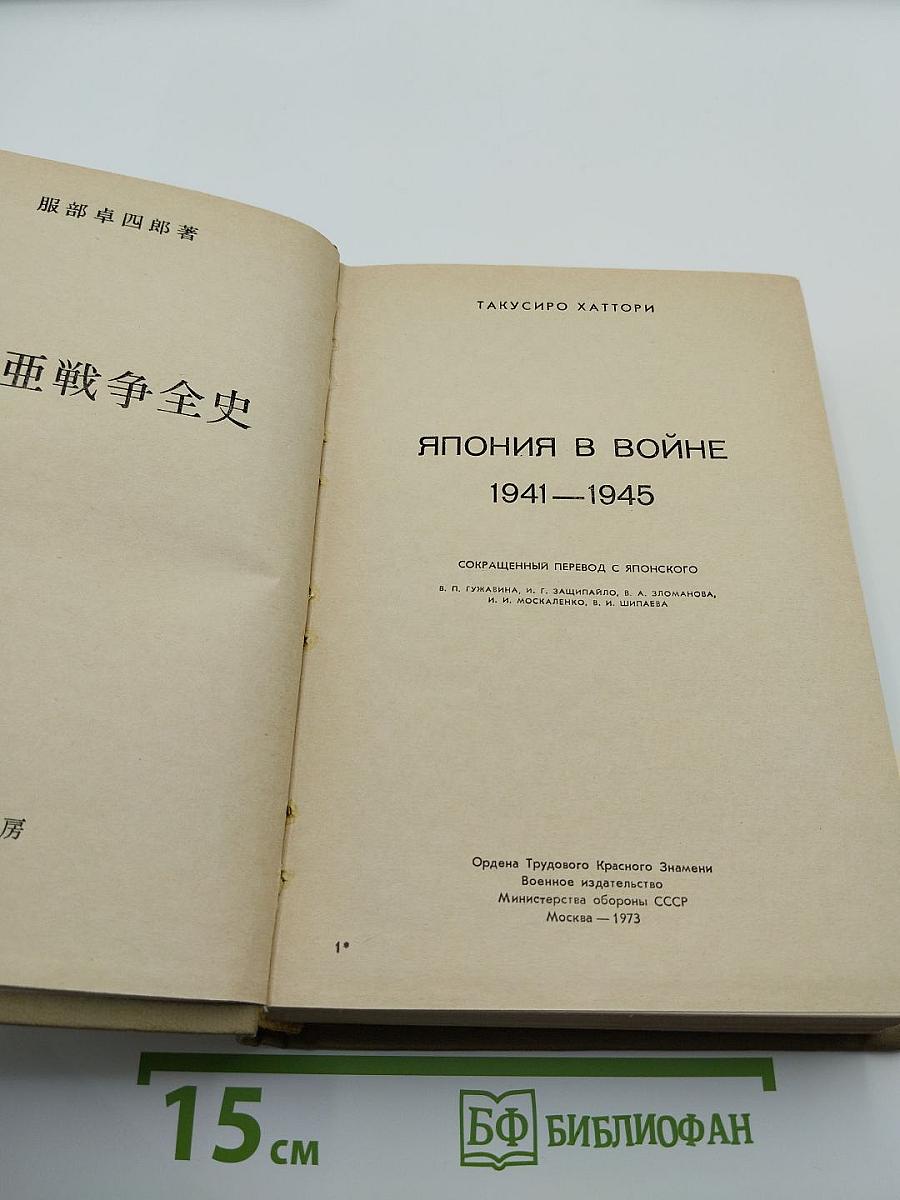 服部卓四郎著
亜戦争全史
房
ТАКУСИРО ХАТТОРИ
ЯПОНИЯ В ВОЙНЕ
1941—1945
СОКРАЩЕННЫЙ ПЕРЕВОД С ЯПОНСКОГО
В. П. ГУЖАВИНА, И. Г. ЗАЩИПАЙЛО, В. А. ЗЛОМАНОВА,
И. И. МОСКАЛЕНКО, В. И. ШИПАЕВА
Ордена Трудового Красного Знамени
Военное издательство
Министерства обороны СССР
Москва — 1973
1*
15 см
БФ БИБЛИОФАН